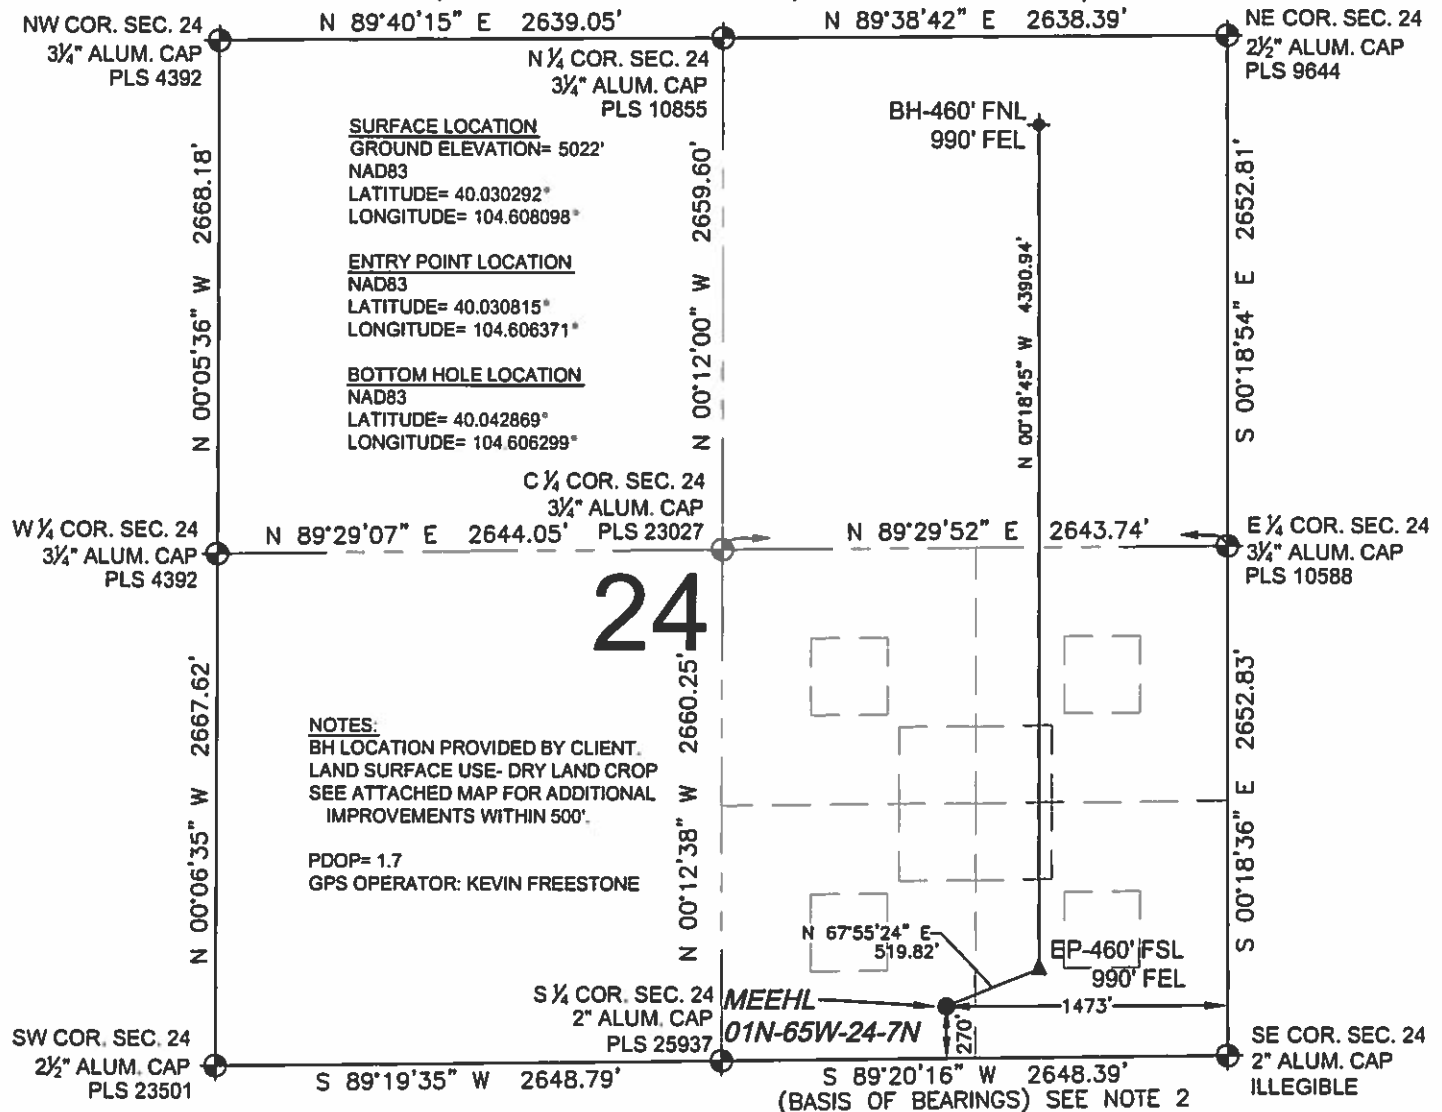 N 89°40'15" E 2639.05'
N 89°38'42" E 2638.39'
NW COR. SEC. 24
3¼" ALUM. CAP
PLS 4392
N ¼ COR. SEC. 24
3¼" ALUM. CAP
PLS 10855
NE COR. SEC. 24
2½" ALUM. CAP
PLS 9644
BH-460' FNL
990' FEL
SURFACE LOCATION
GROUND ELEVATION= 5022'
NAD83
LATITUDE= 40.030292°
LONGITUDE= 104.608098°
ENTRY POINT LOCATION
NAD83
LATITUDE= 40.030815°
LONGITUDE= 104.606371°
BOTTOM HOLE LOCATION
NAD83
LATITUDE= 40.042869°
LONGITUDE= 104.606299°
N 00°05'36" W 2668.18'
N 00°12'00" W 2659.60'
N 00°18'45" W 4390.94'
S 00°18'54" E 2652.81'
C ¼ COR. SEC. 24
3¼" ALUM. CAP
PLS 23027
W ¼ COR. SEC. 24
3¼" ALUM. CAP
PLS 4392
N 89°29'07" E 2644.05'
N 89°29'52" E 2643.74'
E ¼ COR. SEC. 24
3¼" ALUM. CAP
PLS 10588
24
N 00°06'35" W 2667.62'
N 00°12'38" W 2660.25'
S 00°18'36" E 2652.83'
NOTES:
BH LOCATION PROVIDED BY CLIENT.
LAND SURFACE USE- DRY LAND CROP
SEE ATTACHED MAP FOR ADDITIONAL
IMPROVEMENTS WITHIN 500'.
PDOP= 1.7
GPS OPERATOR: KEVIN FREESTONE
N 67°55'24" E
519.82'
EP-460' FSL
990' FEL
1473'
270'
MEEHL
01N-65W-24-7N
S ¼ COR. SEC. 24
2" ALUM. CAP
PLS 25937
SW COR. SEC. 24
2½" ALUM. CAP
PLS 23501
SE COR. SEC. 24
2" ALUM. CAP
ILLEGIBLE
S 89°19'35" W 2648.79'
S 89°20'16" W 2648.39'
(BASIS OF BEARINGS) SEE NOTE 2